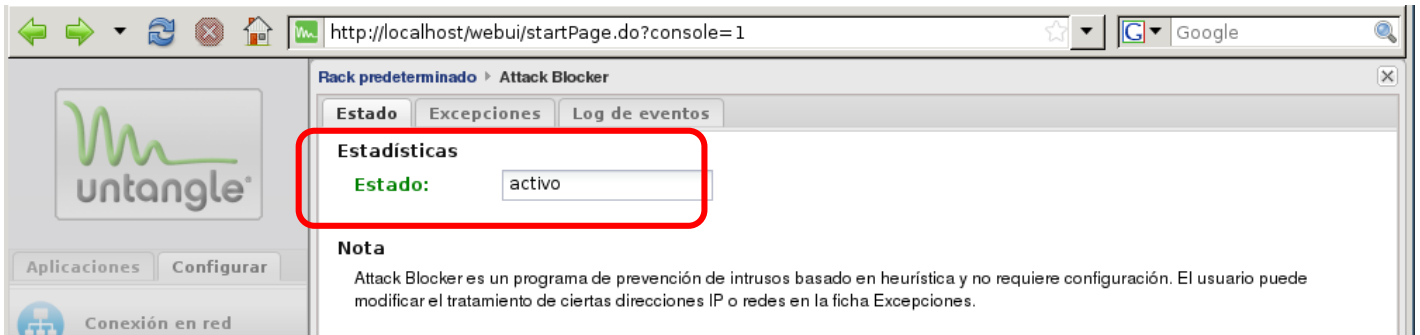 http://localhost/webui/startPage.do?console=1
Google
Rack predeterminado Attack Blocker
Estado Excepciones Log de eventos
untangle
Estadísticas
Estado: activo
Nota
Attack Blocker es un programa de prevención de intrusos basado en heurística y no requiere configuración. El usuario puede
modificar el tratamiento de ciertas direcciones IP o redes en la ficha Excepciones.
Aplicaciones Configurar
Conexión en red